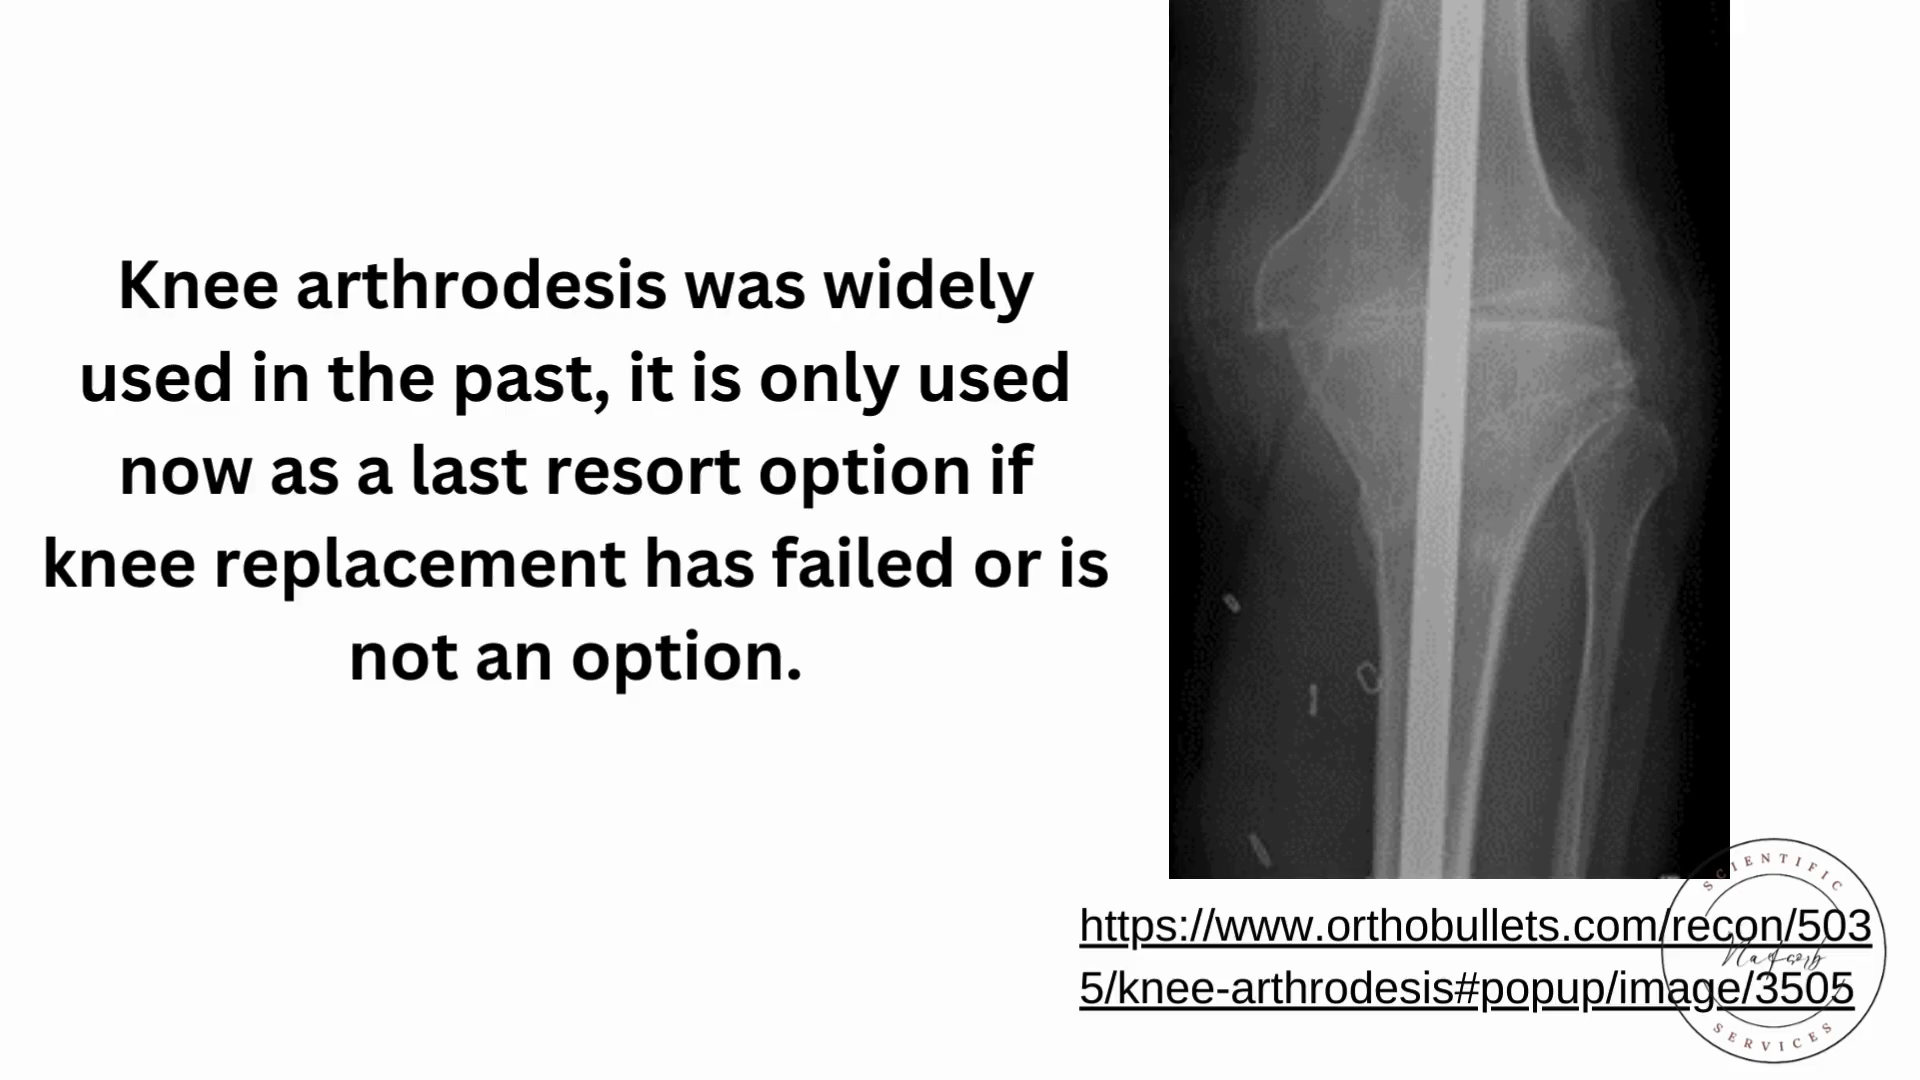 Knee arthrodesis was widely
used in the past, it is only used
now as a last resort option if
knee replacement has failed or is
not an option.
https://www.orthobullets.com/recon/503
5/knee-arthrodesis#popup/image/3505
SCIENTIFIC
SERVICES